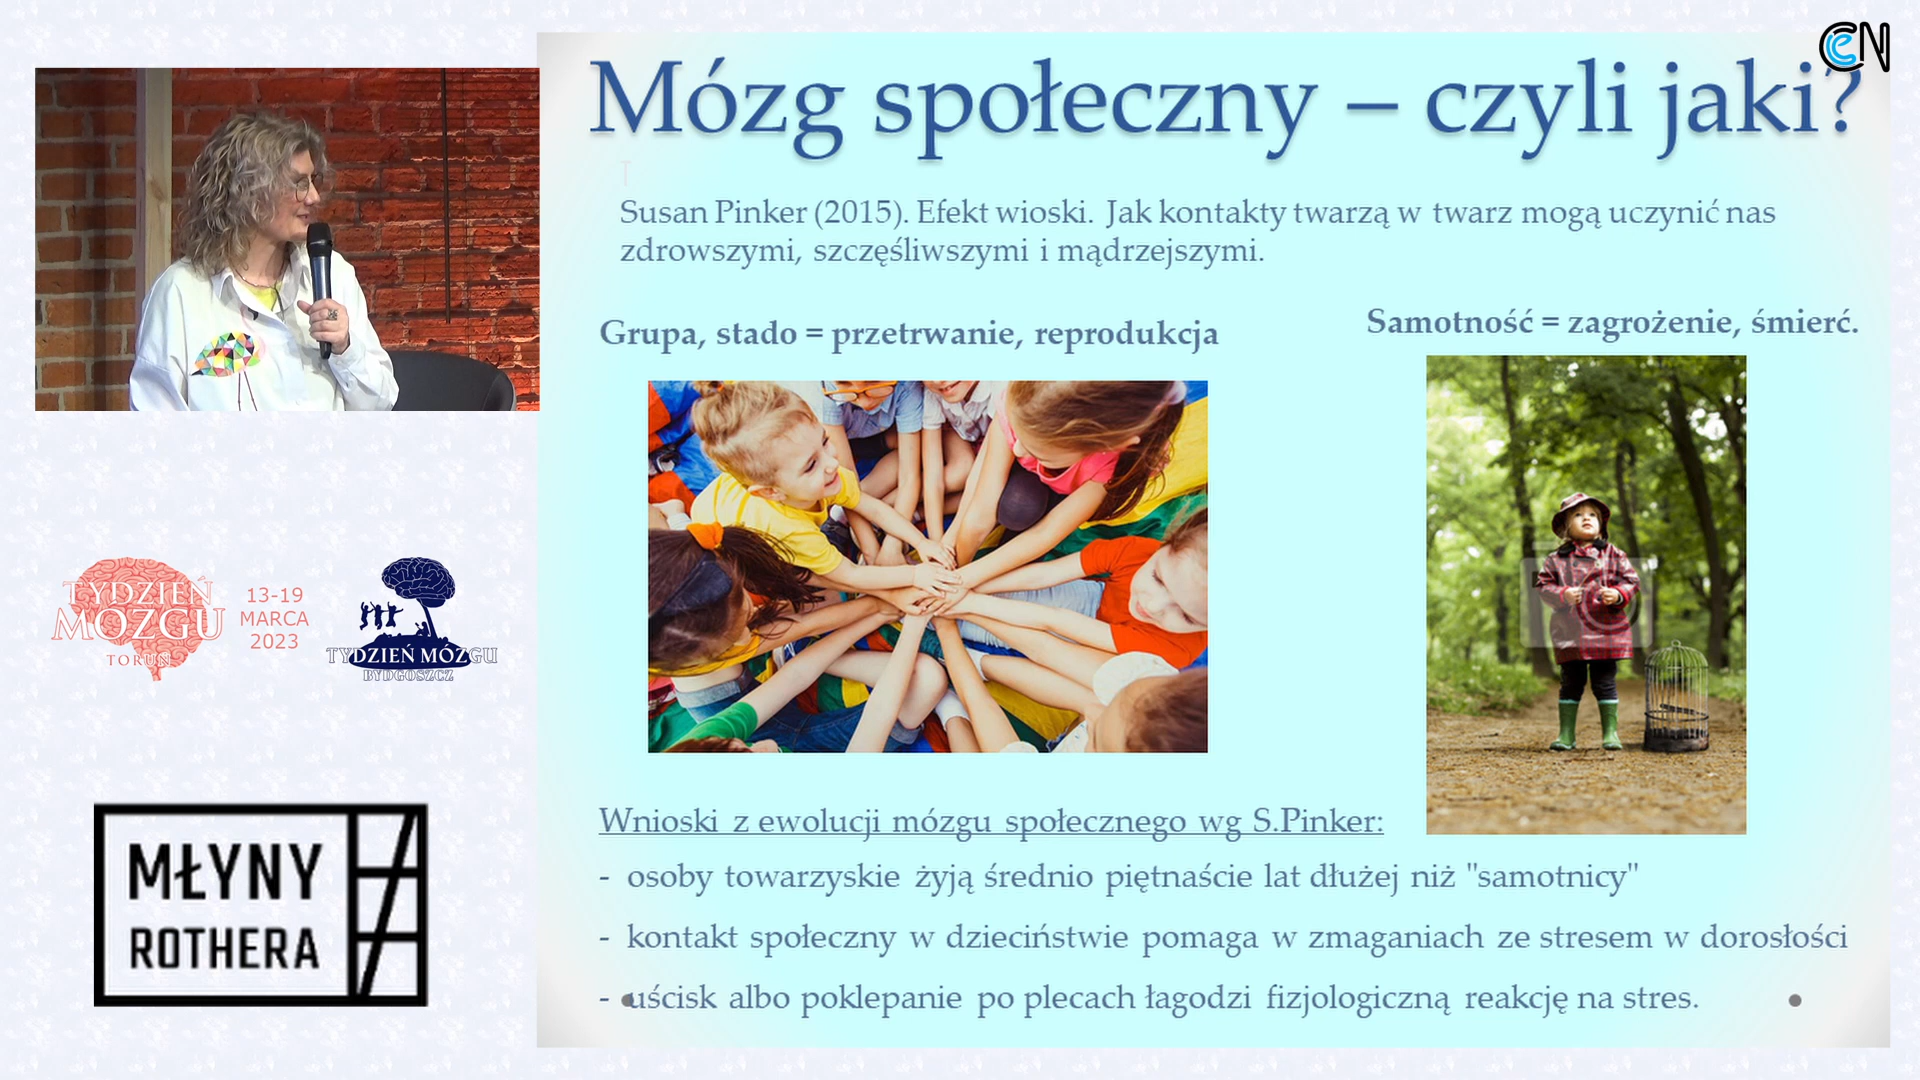 CeN
Mózg społeczny – czyli jaki?
Susan Pinker (2015). Efekt wioski. Jak kontakty twarzą w twarz mogą uczynić nas
zdrowszymi, szczęśliwszymi i mądrzejszymi.
Grupa, stado = przetrwanie, reprodukcja
Samotność = zagrożenie, śmierć.
Wnioski z ewolucji mózgu społecznego wg S.Pinker:
- osoby towarzyskie żyją średnio piętnaście lat dłużej niż "samotnicy"
- kontakt społeczny w dzieciństwie pomaga w zmaganiach ze stresem w dorosłości
- uścisk albo poklepanie po plecach łagodzi fizjologiczną reakcję na stres.
TYDZIEŃ
MÓZGU
TORUŃ
13-19
MARCA
2023
TYDZIEŃ MÓZGU
BYDGOSZCZ
MŁYNY
ROTHERA